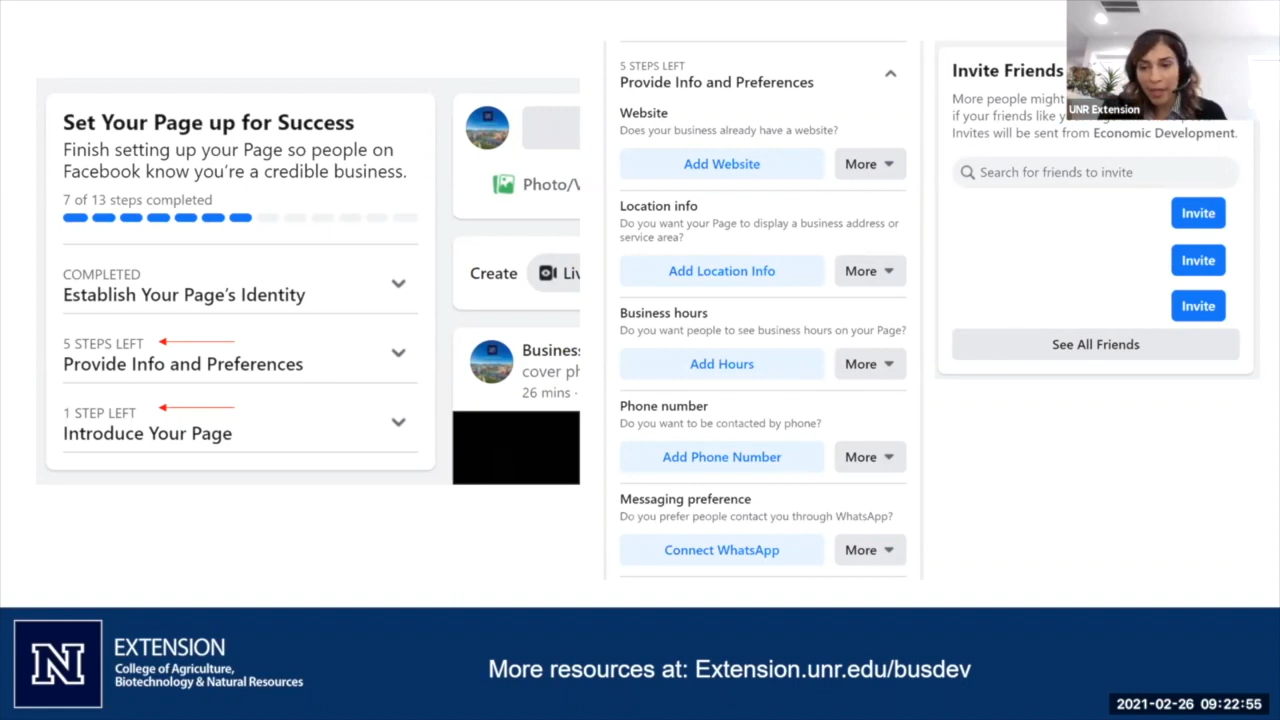 Set Your Page up for Success
Finish setting up your Page so people on
Facebook know you're a credible business.
7 of 13 steps completed
COMPLETED
Establish Your Page's Identity
5 STEPS LEFT
Provide Info and Preferences
1 STEP LEFT
Introduce Your Page
Photo/V
Create
Liv
Business
cover ph
26 mins ·
5 STEPS LEFT
Provide Info and Preferences
Website
Does your business already have a website?
Add Website More
Location info
Do you want your Page to display a business address or
service area?
Add Location Info More
Business hours
Do you want people to see business hours on your Page?
Add Hours More
Phone number
Do you want to be contacted by phone?
Add Phone Number More
Messaging preference
Do you prefer people contact you through WhatsApp?
Connect WhatsApp More
Invite Friends
More people might
if your friends like
Invites will be sent from Economic Development.
Search for friends to invite
Invite
Invite
Invite
See All Friends
UNR Extension
N
EXTENSION
College of Agriculture,
Biotechnology & Natural Resources
More resources at: Extension.unr.edu/busdev
2021-02-26 09:22:55